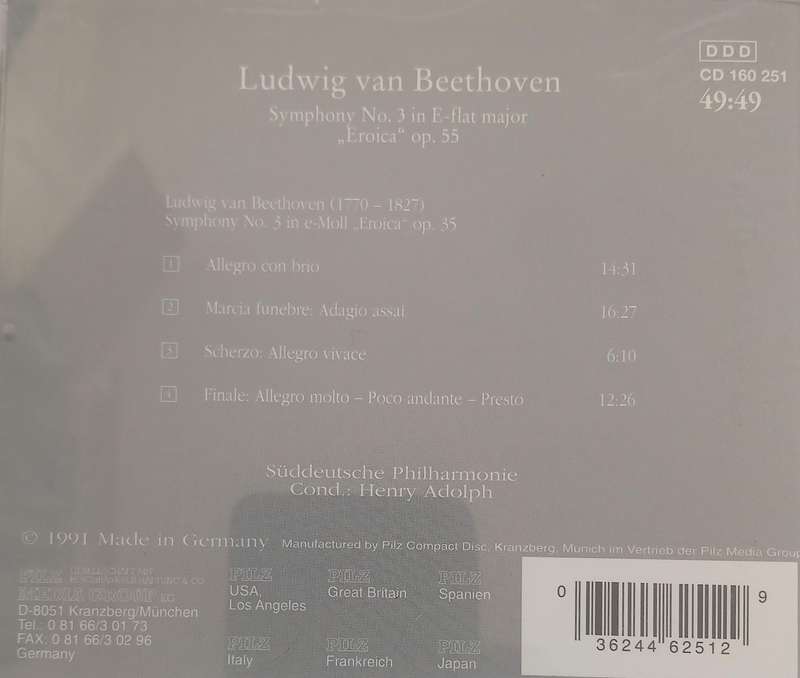 DDD
CD 160 251
49:49
Ludwig van Beethoven
Symphony No. 3 in E-flat major
„Eroica“ op. 55
Ludwig van Beethoven (1770 – 1827)
Symphony No. 3 in e-Moll „Eroica“ op. 35
1 Allegro con brio 14:31
2 Marcia funebre: Adagio assai 16:27
3 Scherzo: Allegro vivace 6:10
4 Finale: Allegro molto – Poco andante – Presto 12:26
Süddeutsche Philharmonie
Cond.: Henry Adolph
© 1991 Made in Germany Manufactured by Pilz Compact Disc, Kranzberg, Munich im Vertrieb der Pilz Media Group
PILZ
MEDIA GROUP KG
D-8051 Kranzberg/München
Tel.: 0 81 66/3 01 73
FAX: 0 81 66/3 02 96
Germany
PILZ
USA,
Los Angeles
PILZ
Great Britain
PILZ
Spanien
PILZ
Italy
PILZ
Frankreich
PILZ
Japan
0 36244 62512 9